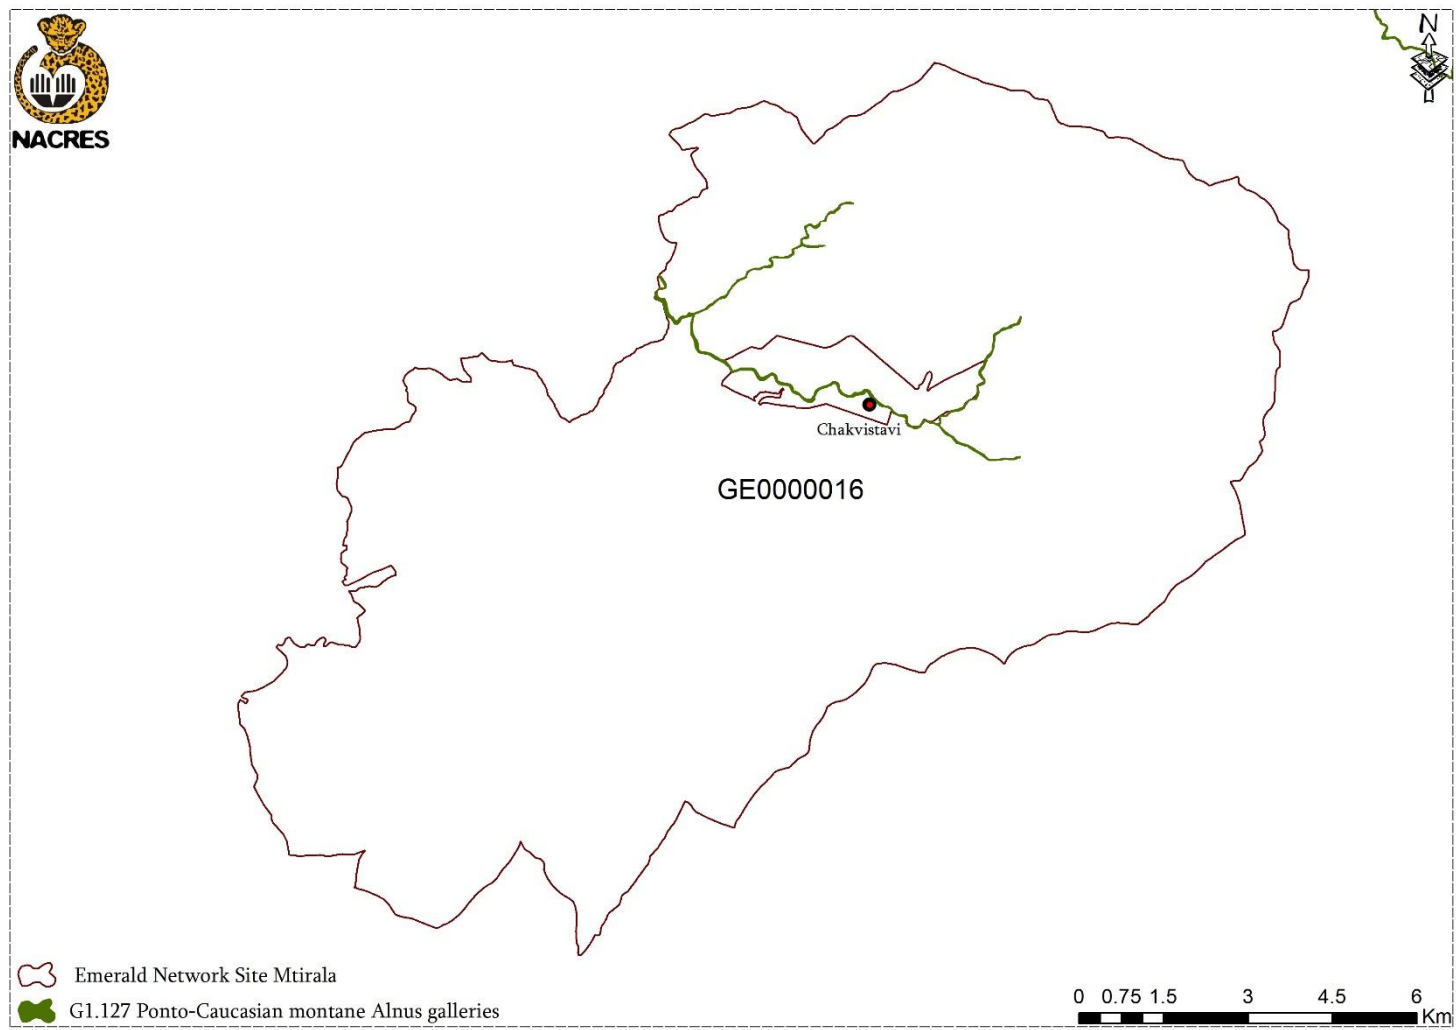 N
NACRES
Chakvistavi
GE0000016
Emerald Network Site Mtirala
G1.127 Ponto-Caucasian montane Alnus galleries
0 0.75 1.5 3 4.5 6
Km